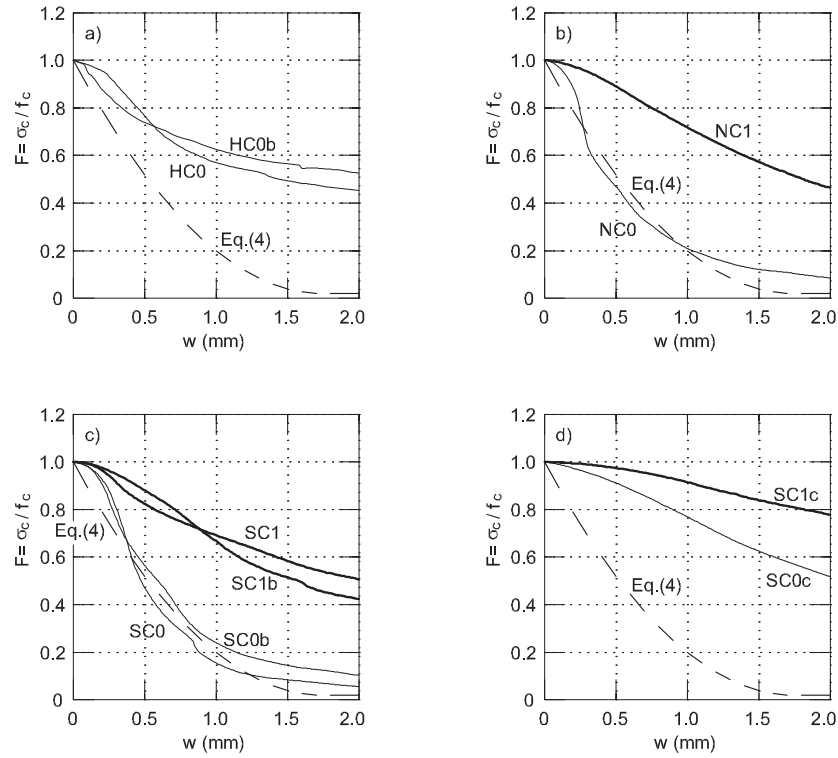 a)
1.2
1.0
0.8
0.6
0.4
0.2
0
F= σc / fc
HC0b
HC0
Eq.(4)
0 0.5 1.0 1.5 2.0
w (mm)
b)
1.2
1.0
0.8
0.6
0.4
0.2
0
F= σc / fc
NC1
Eq.(4)
NC0
0 0.5 1.0 1.5 2.0
w (mm)
c)
1.2
1.0
0.8
0.6
0.4
0.2
0
F= σc / fc
Eq.(4)
SC1
SC1b
SC0
SC0b
0 0.5 1.0 1.5 2.0
w (mm)
d)
1.2
1.0
0.8
0.6
0.4
0.2
0
F= σc / fc
SC1c
SC0c
Eq.(4)
0 0.5 1.0 1.5 2.0
w (mm)